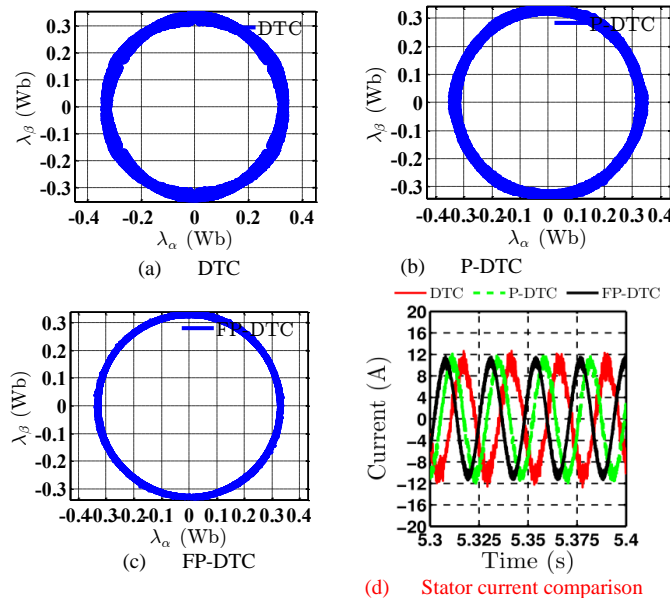 DTC
0.3
0.2
0.1
0
-0.1
-0.2
-0.3
λβ (Wb)
-0.4 -0.2 0 0.2 0.4
λα (Wb)
(a) DTC
P-DTC
0.3
0.2
0.1
0
-0.1
-0.2
-0.3
λβ (Wb)
-0.4 -0.3 -0.2 -0.1 0 0.1 0.2 0.3 0.4
λα (Wb)
(b) P-DTC
FP-DTC
0.3
0.2
0.1
0
-0.1
-0.2
-0.3
λβ (Wb)
-0.4 -0.3 -0.2 -0.1 0 0.1 0.2 0.3 0.4
λα (Wb)
(c) FP-DTC
DTC P-DTC FP-DTC
20
16
12
8
4
0
-4
-8
-12
-16
-20
Current (A)
5.3 5.325 5.35 5.375 5.4
Time (s)
(d) Stator current comparison